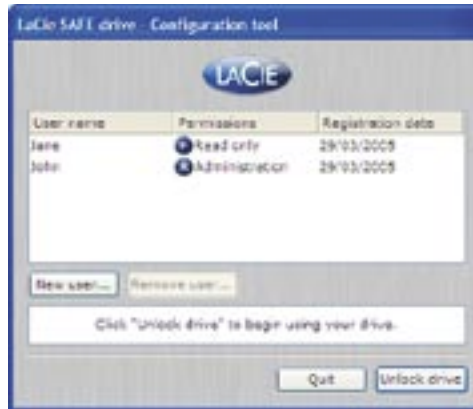 LaCie SAFE drive - Configuration tool
LACIE
User name Permissions Registration date
Jane Read only 29/03/2005
John Administration 29/03/2005
New user... Remove user...
Click "Unlock drive" to begin using your drive.
Quit Unlock drive